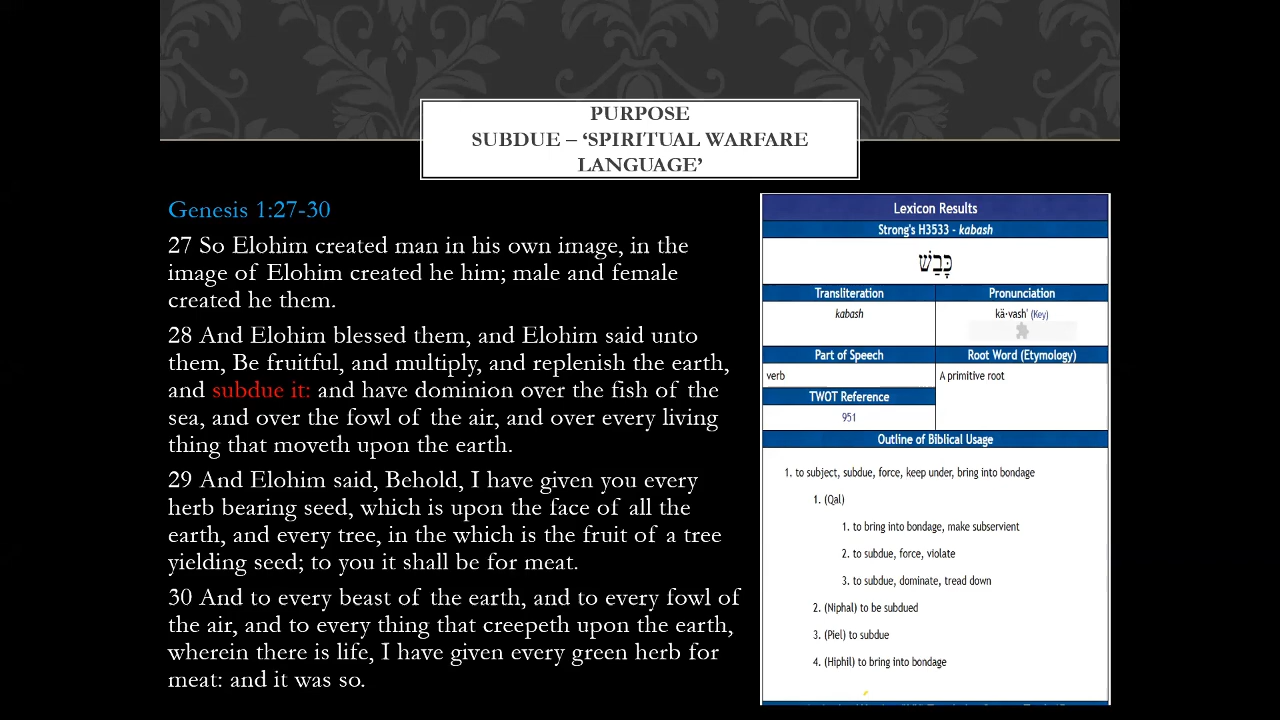 PURPOSE
SUBDUE – ‘SPIRITUAL WARFARE
LANGUAGE’
Genesis 1:27-30
27 So Elohim created man in his own image, in the
image of Elohim created he him; male and female
created he them.
28 And Elohim blessed them, and Elohim said unto
them, Be fruitful, and multiply, and replenish the earth,
and subdue it: and have dominion over the fish of the
sea, and over the fowl of the air, and over every living
thing that moveth upon the earth.
29 And Elohim said, Behold, I have given you every
herb bearing seed, which is upon the face of all the
earth, and every tree, in the which is the fruit of a tree
yielding seed; to you it shall be for meat.
30 And to every beast of the earth, and to every fowl of
the air, and to every thing that creepeth upon the earth,
wherein there is life, I have given every green herb for
meat: and it was so.
Lexicon Results
Strong's H3533 - kabash
כָּבַשׁ
Transliteration
kabash
Pronunciation
kä·vash' (Key)
Part of Speech
verb
Root Word (Etymology)
A primitive root
TWOT Reference
951
Outline of Biblical Usage
1. to subject, subdue, force, keep under, bring into bondage
1. (Qal)
1. to bring into bondage, make subservient
2. to subdue, force, violate
3. to subdue, dominate, tread down
2. (Niphal) to be subdued
3. (Piel) to subdue
4. (Hiphil) to bring into bondage